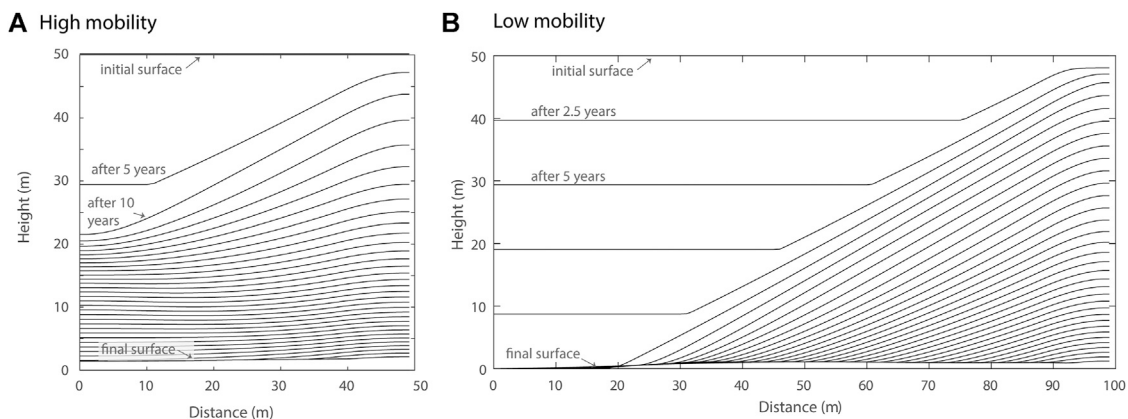 A High mobility
50
40
30
20
10
0
Height (m)
initial surface
after 5 years
after 10
years
final surface
0 10 20 30 40 50
Distance (m)
B Low mobility
50
40
30
20
10
0
Height (m)
initial surface
after 2.5 years
after 5 years
final surface
0 10 20 30 40 50 60 70 80 90 100
Distance (m)